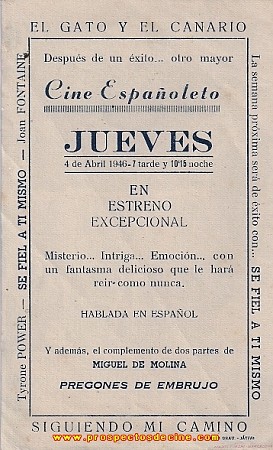 EL GATO Y EL CANARIO
Después de un éxito... otro mayor
Cine Españoleto
JUEVES
4 de Abril 1946-7 tarde y 10'15 noche
EN
ESTRENO
EXCEPCIONAL
Misterio... Intriga... Emoción... con
un fantasma delicioso que le hará
reir como nunca.
HABLADA EN ESPAÑOL
Y además, el complemento de dos partes de
MIGUEL DE MOLINA
PREGONES DE EMBRUJO
Tyrone POWER — SE FIEL A TI MISMO — Joan FONTAINE
La semana próxima será de éxito con... SE FIEL A TI MISMO
SIGUIENDO MI CAMINO
www.prospectosdecine.com